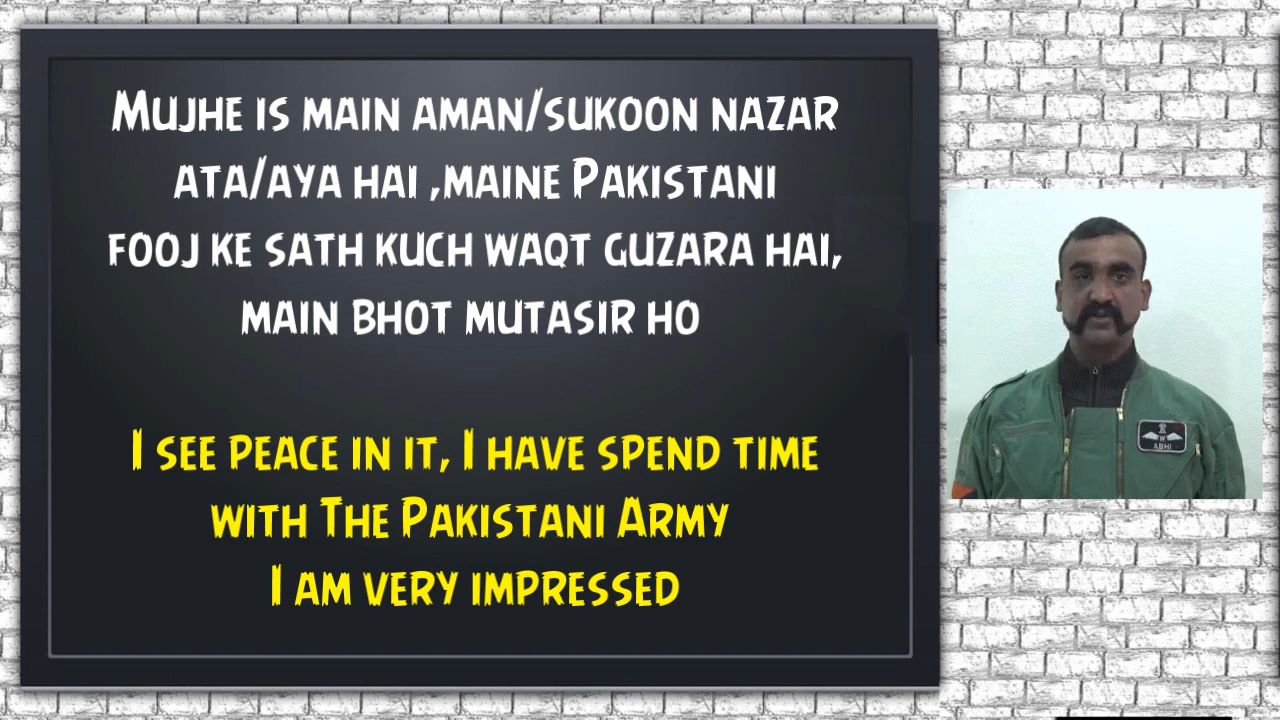 Mujhe is main aman/sukoon nazar
ata/aya hai ,maine Pakistani
fooj ke sath kuch waqt guzara hai,
main bhot mutasir ho
I see peace in it, I have spend time
with The Pakistani Army
I am very impressed
ABHI